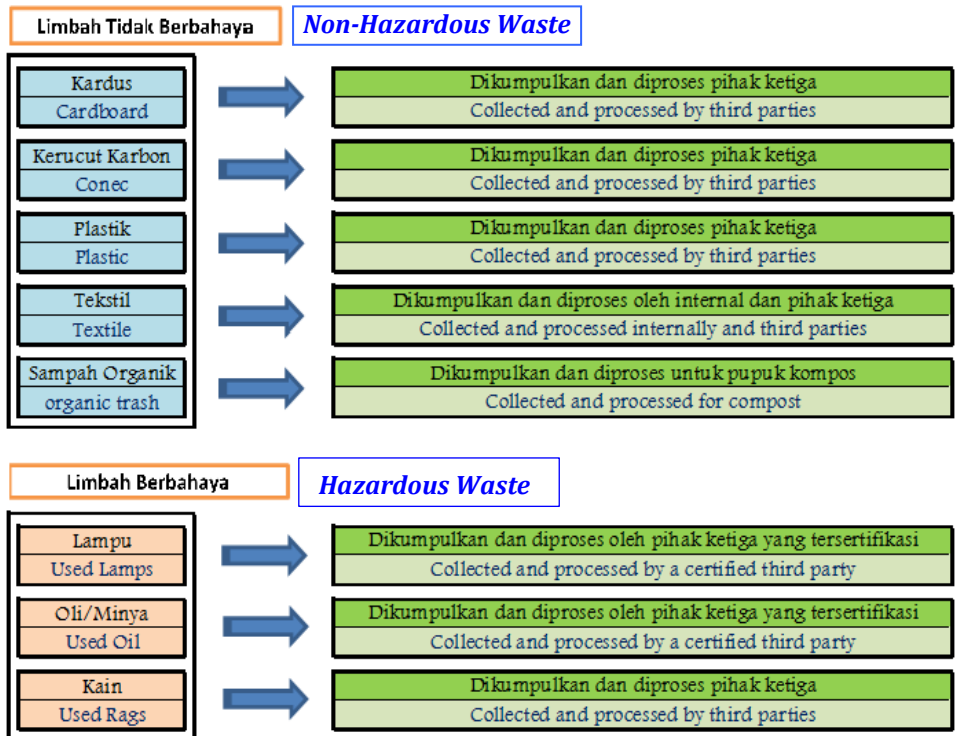 Limbah Tidak Berbahaya
Non-Hazardous Waste
Kardus
Cardboard
Dikumpulkan dan diproses pihak ketiga
Collected and processed by third parties
Kerucut Karbon
Conec
Dikumpulkan dan diproses pihak ketiga
Collected and processed by third parties
Plastik
Plastic
Dikumpulkan dan diproses pihak ketiga
Collected and processed by third parties
Tekstil
Textile
Dikumpulkan dan diproses oleh internal dan pihak ketiga
Collected and processed internally and third parties
Sampah Organik
organic trash
Dikumpulkan dan diproses untuk pupuk kompos
Collected and processed for compost
Limbah Berbahaya
Hazardous Waste
Lampu
Used Lamps
Dikumpulkan dan diproses oleh pihak ketiga yang tersertifikasi
Collected and processed by a certified third party
Oli/Minya
Used Oil
Dikumpulkan dan diproses oleh pihak ketiga yang tersertifikasi
Collected and processed by a certified third party
Kain
Used Rags
Dikumpulkan dan diproses pihak ketiga
Collected and processed by third parties